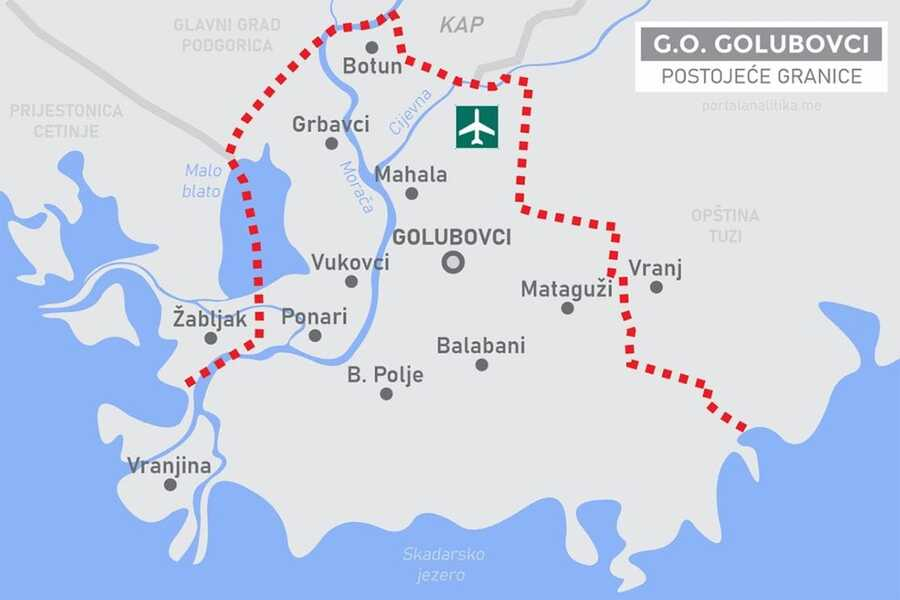 GLAVNI GRAD
PODGORICA
KAP
G.O. GOLUBOVCI
POSTOJEĆE GRANICE
portalanalitika.me
Botun
PRIJESTONICA
CETINJE
Grbavci
Cijevna
Malo
blato
Morača
Mahala
OPŠTINA
TUZI
GOLUBOVCI
Vukovci
Vranj
Mataguži
Žabljak
Ponari
Balabani
B. Polje
Vranjina
Skadarsko
jezero